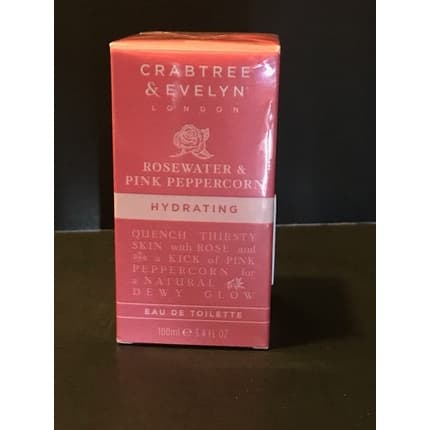 CRABTREE
& EVELYN
LONDON
ROSEWATER &
PINK PEPPERCORN
HYDRATING
QUENCH THIRSTY
SKIN with ROSE and
a KICK of PINK
PEPPERCORN for
a NATURAL
DEWY GLOW
EAU DE TOILETTE
100ml e 3.4 FL OZ